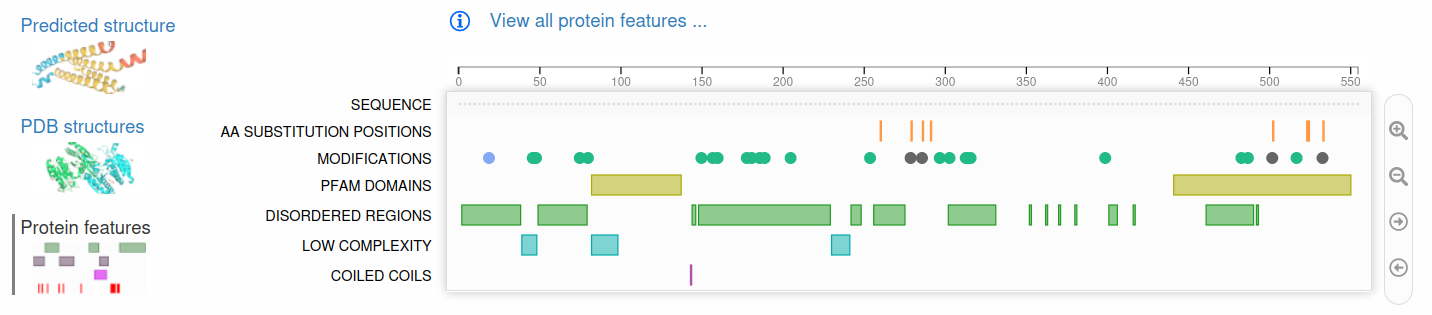 Predicted structure
PDB structures
Protein features
View all protein features ...
0 50 100 150 200 250 300 350 400 450 500 550
SEQUENCE
AA SUBSTITUTION POSITIONS
MODIFICATIONS
PFAM DOMAINS
DISORDERED REGIONS
LOW COMPLEXITY
COILED COILS